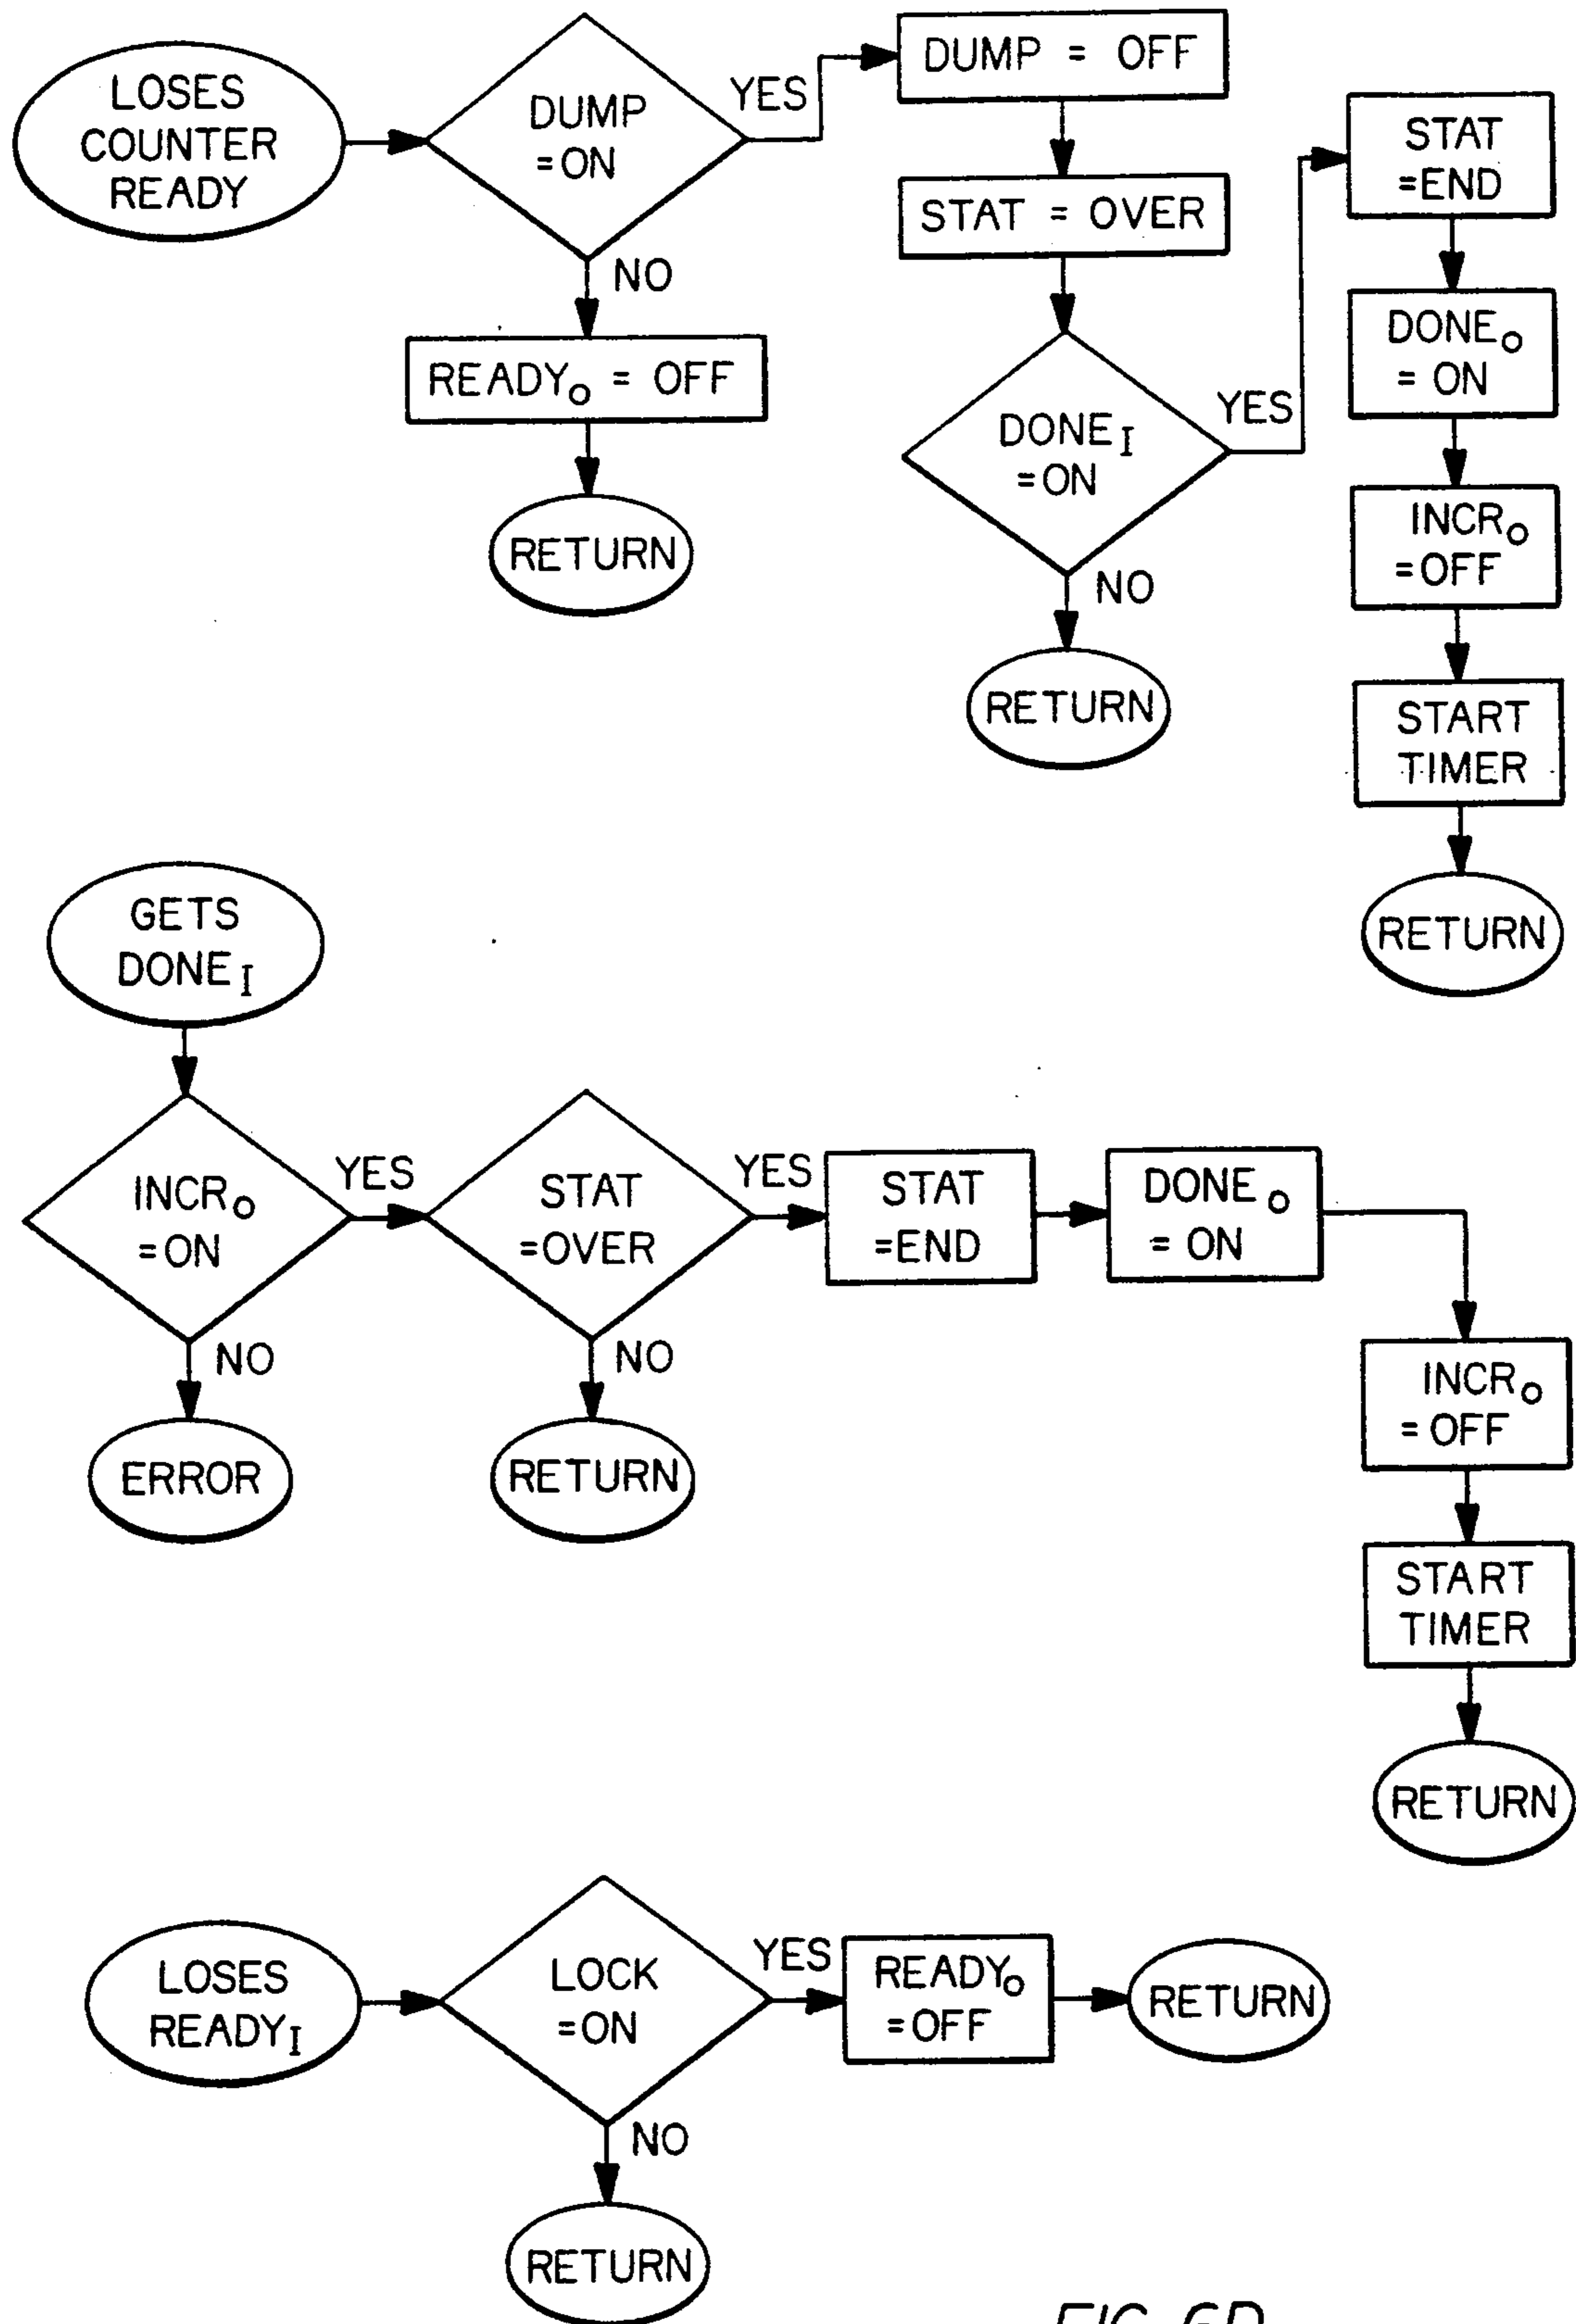 LOSES
COUNTER
READY
DUMP
=ON
YES
NO
READYO = OFF
RETURN
DUMP = OFF
STAT = OVER
DONEI
=ON
YES
NO
RETURN
STAT
=END
DONEO
= ON
INCRO
=OFF
START
TIMER
RETURN
GETS
DONEI
INCRO
=ON
YES
NO
ERROR
STAT
=OVER
YES
NO
RETURN
STAT
=END
DONEO
= ON
INCRO
= OFF
START
TIMER
RETURN
LOSES
READYI
LOCK
=ON
YES
NO
RETURN
READYO
=OFF
RETURN